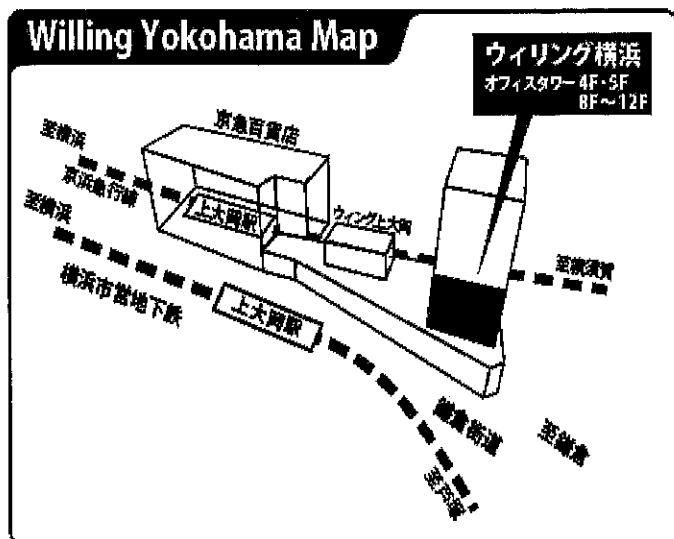 Willing Yokohama Map
ウィリング横浜
オフィスタワー 4F・5F
8F～12F
京急百貨店
至横浜
京浜急行線
上大岡駅
ウィング上大岡
至横須賀
至横浜
横浜市営地下鉄
上大岡駅
鎌倉街道
至鎌倉
至戸塚